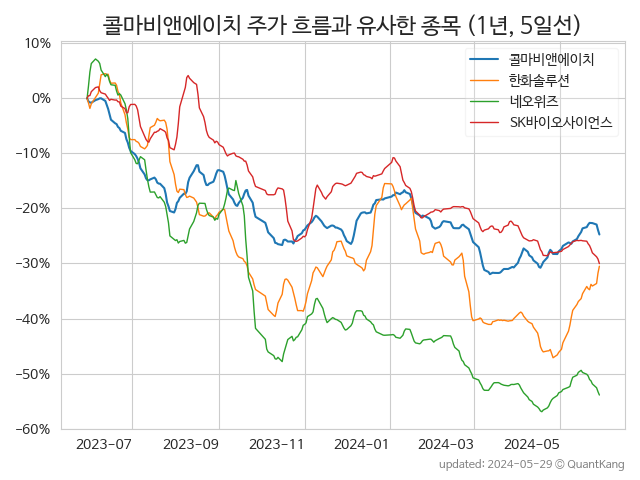 콜마비앤에이치 주가 흐름과 유사한 종목 (1년, 5일선)
10%
0%
−10%
−20%
−30%
−40%
−50%
−60%
콜마비앤에이치
한화솔루션
네오위즈
SK바이오사이언스
2023-07 2023-09 2023-11 2024-01 2024-03 2024-05
updated: 2024-05-29 © QuantKang